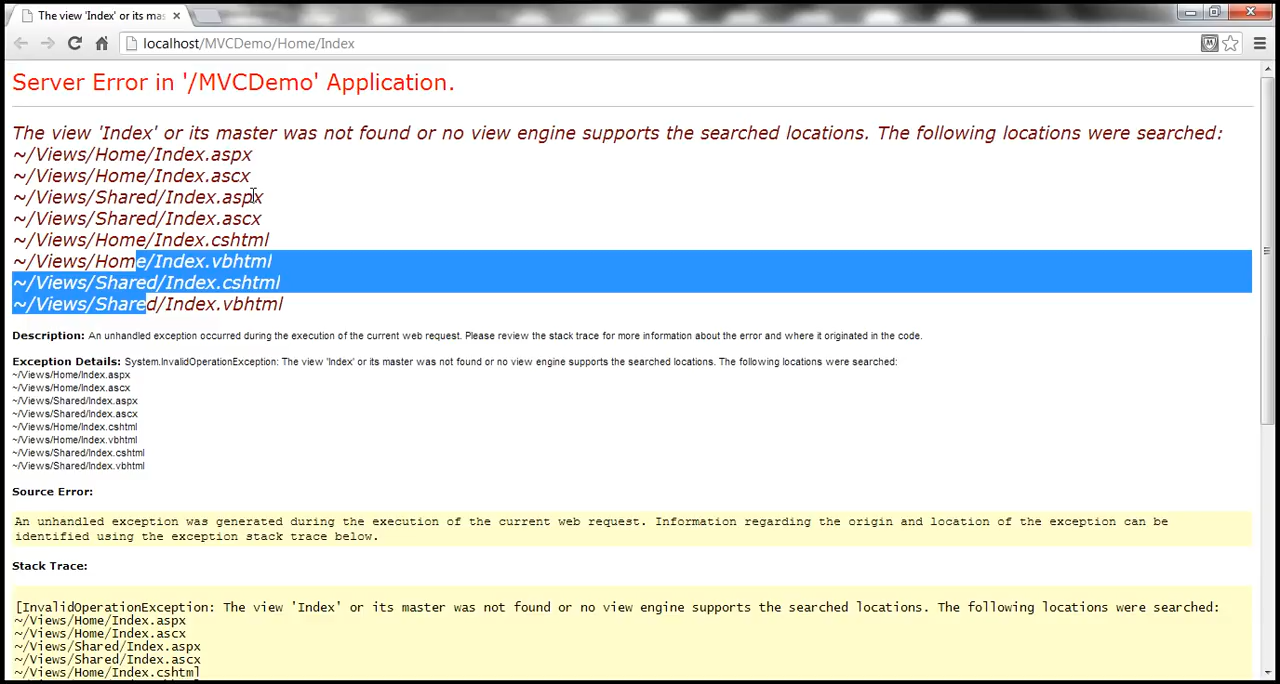 The view 'Index' or its mas
localhost/MVCDemo/Home/Index
Server Error in '/MVCDemo' Application.
The view 'Index' or its master was not found or no view engine supports the searched locations. The following locations were searched:
~/Views/Home/Index.aspx
~/Views/Home/Index.ascx
~/Views/Shared/Index.aspx
~/Views/Shared/Index.ascx
~/Views/Home/Index.cshtml
~/Views/Home/Index.vbhtml
~/Views/Shared/Index.cshtml
~/Views/Shared/Index.vbhtml
Description: An unhandled exception occurred during the execution of the current web request. Please review the stack trace for more information about the error and where it originated in the code.
Exception Details: System.InvalidOperationException: The view 'Index' or its master was not found or no view engine supports the searched locations. The following locations were searched:
~/Views/Home/Index.aspx
~/Views/Home/Index.ascx
~/Views/Shared/Index.aspx
~/Views/Shared/Index.ascx
~/Views/Home/Index.cshtml
~/Views/Home/Index.vbhtml
~/Views/Shared/Index.cshtml
~/Views/Shared/Index.vbhtml
Source Error:
An unhandled exception was generated during the execution of the current web request. Information regarding the origin and location of the exception can be
identified using the exception stack trace below.
Stack Trace:
[InvalidOperationException: The view 'Index' or its master was not found or no view engine supports the searched locations. The following locations were searched:
~/Views/Home/Index.aspx
~/Views/Home/Index.ascx
~/Views/Shared/Index.aspx
~/Views/Shared/Index.ascx
~/Views/Home/Index.cshtml